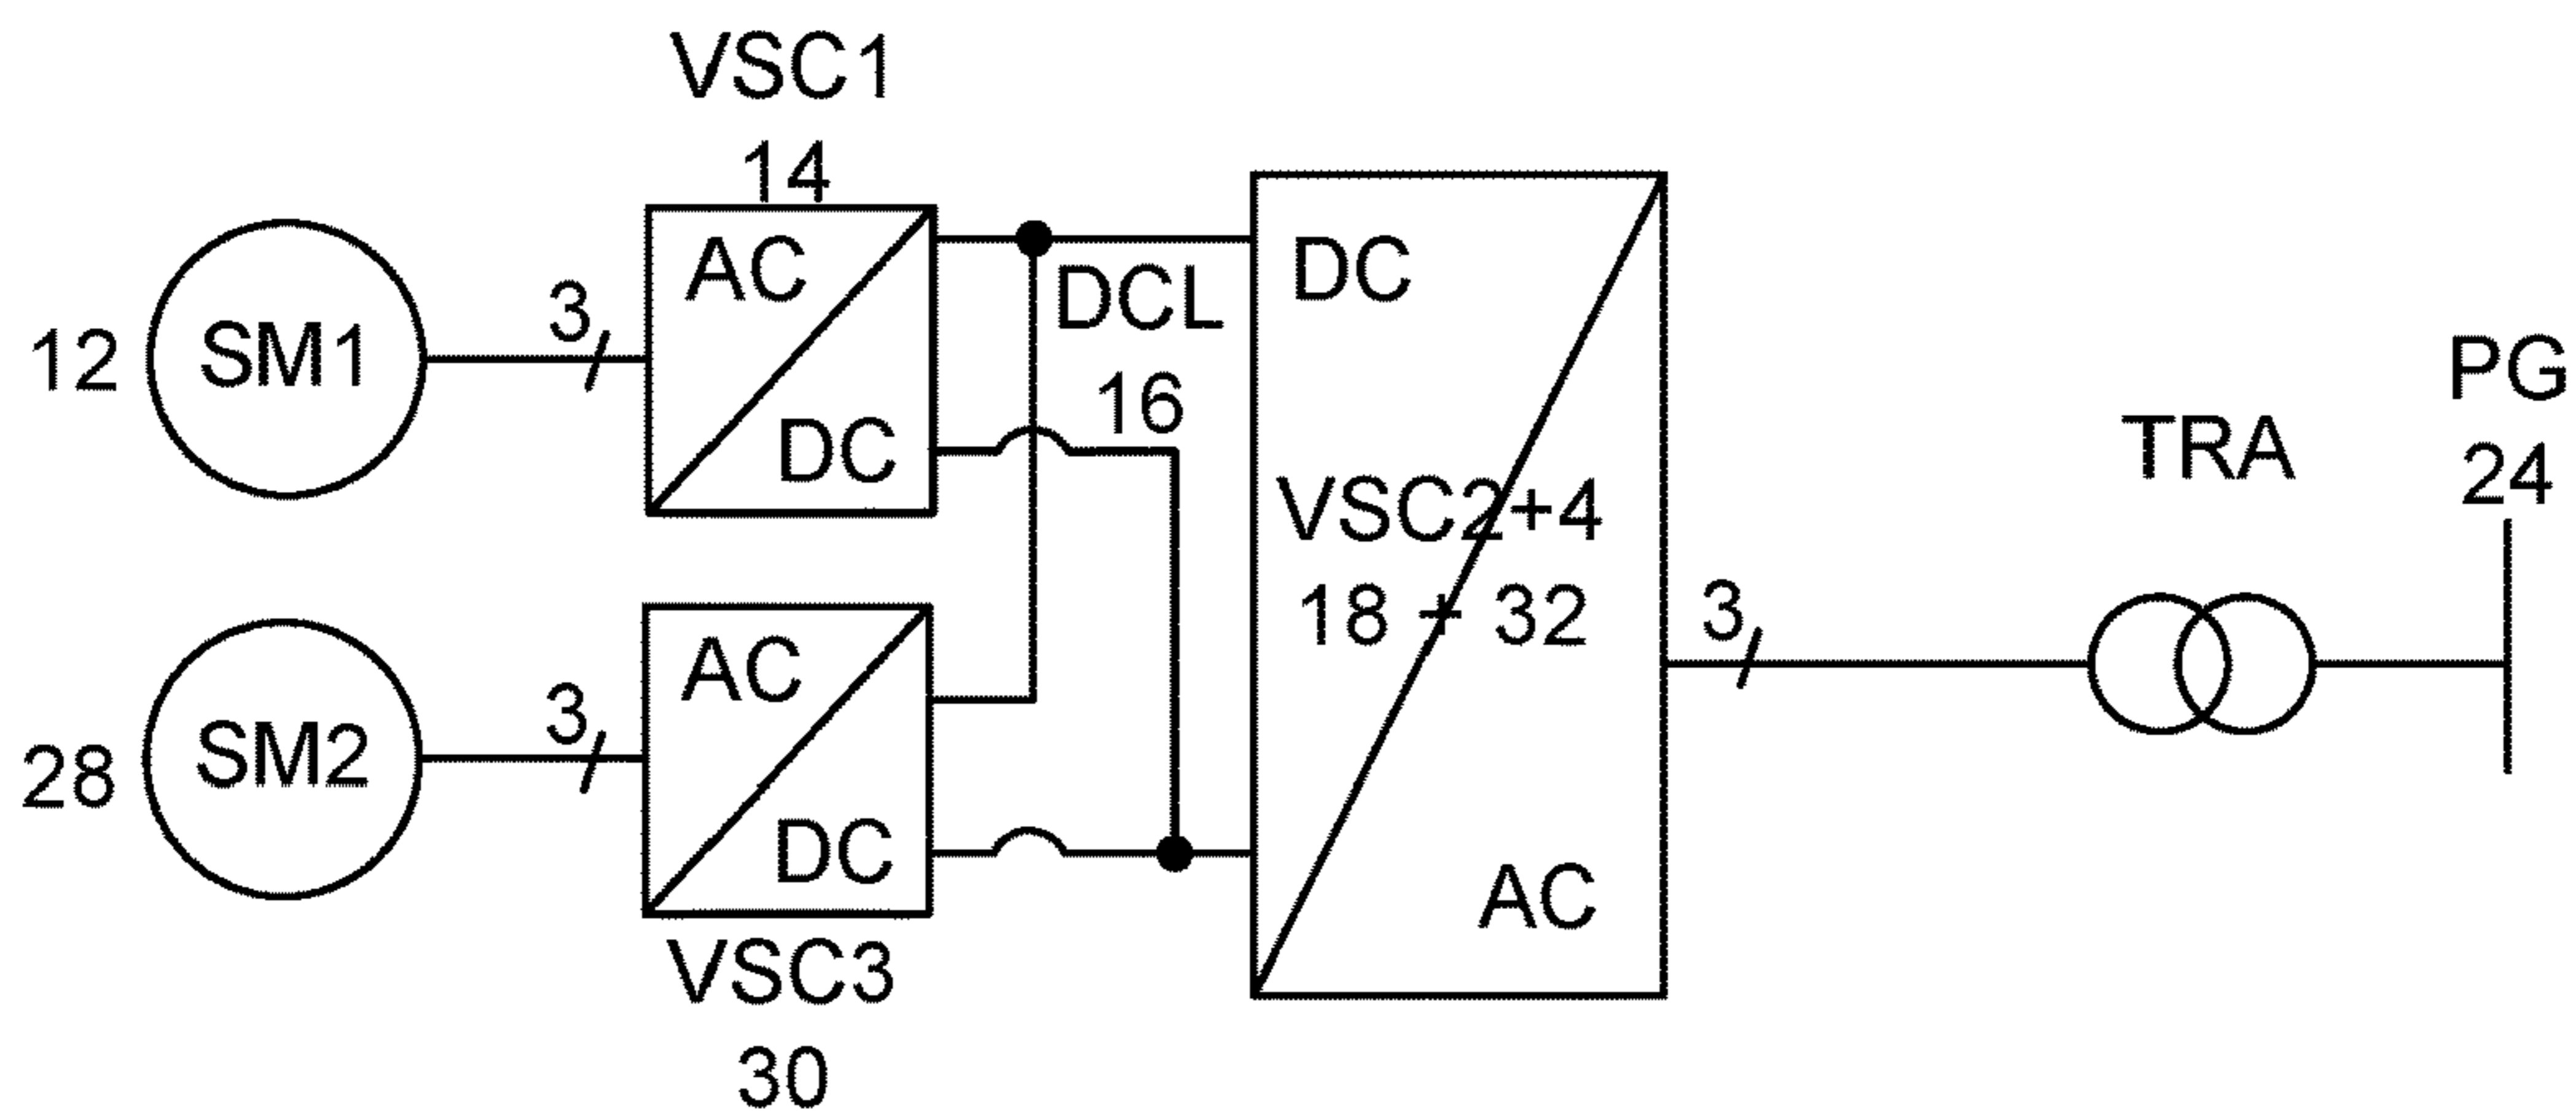 VSC1
14
AC
DC
12
SM1
3
DCL
16
DC
VSC2+4
18 + 32
AC
3
TRA
PG
24
28
SM2
3
AC
DC
VSC3
30